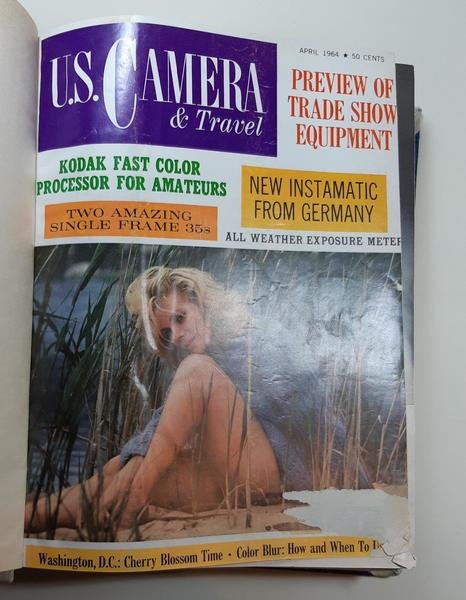 APRIL 1964 ★ 50 CENTS
U.S. CAMERA
& Travel
PREVIEW OF
TRADE SHOW
EQUIPMENT
KODAK FAST COLOR
PROCESSOR FOR AMATEURS
NEW INSTAMATIC
FROM GERMANY
TWO AMAZING
SINGLE FRAME 35s
ALL WEATHER EXPOSURE METER
Washington, D.C.: Cherry Blossom Time • Color Blur: How and When To